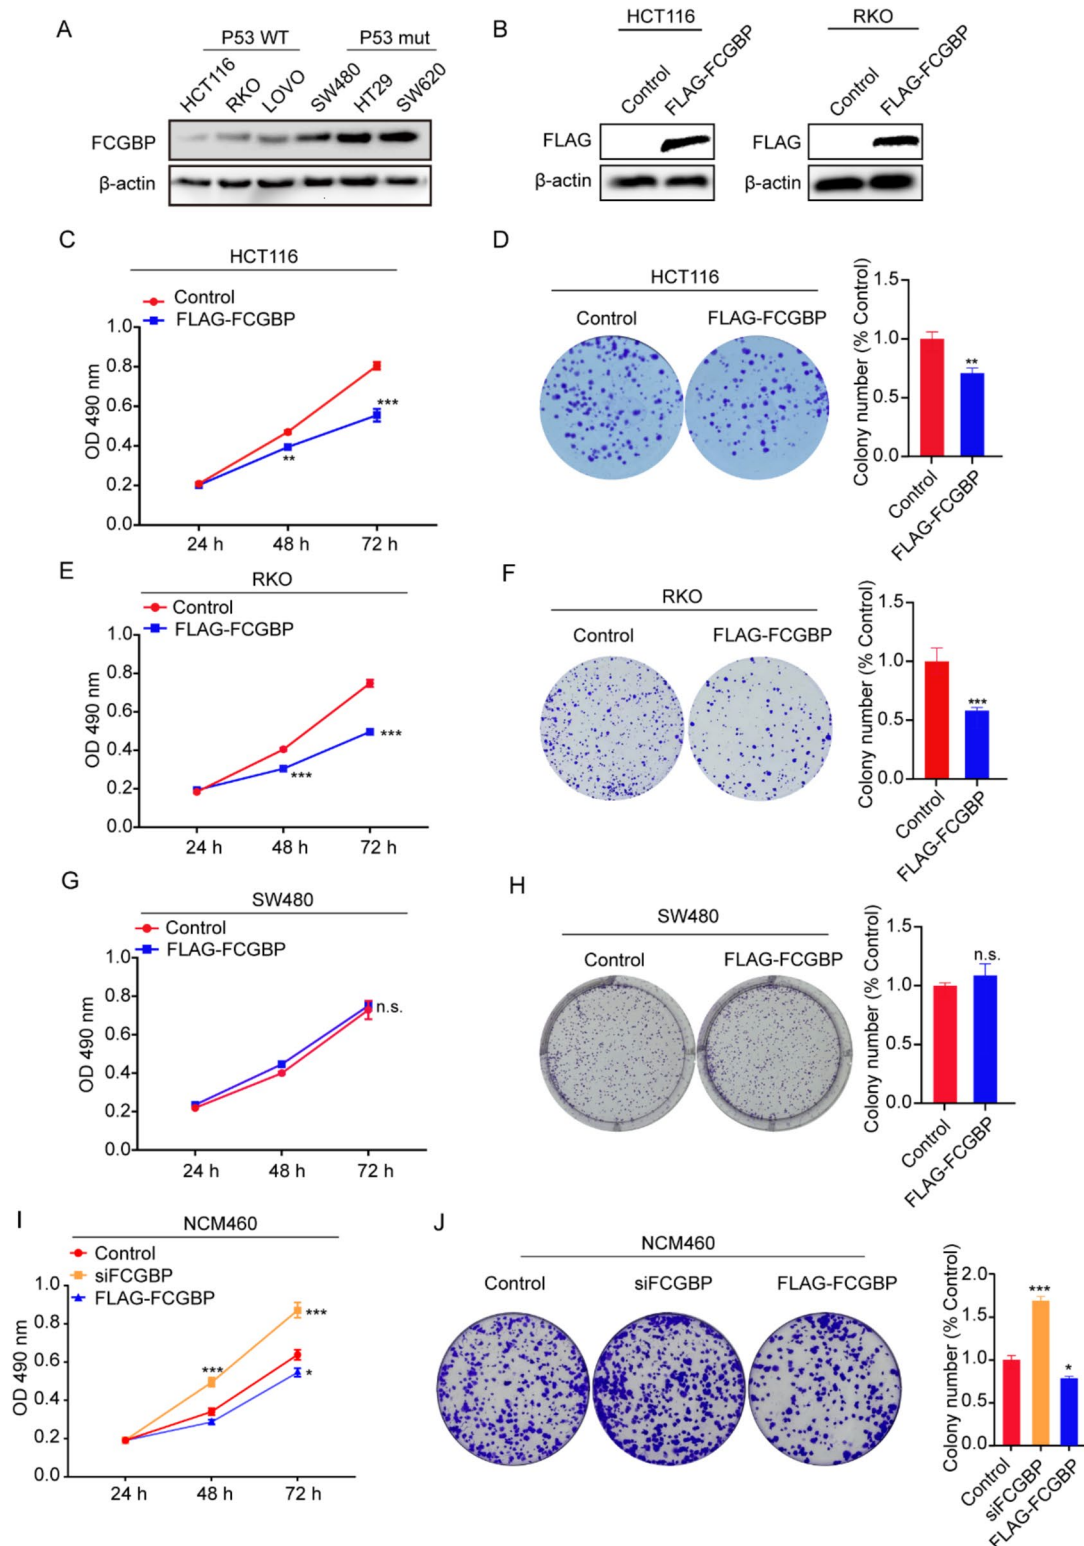 A
P53 WT P53 mut
HCT116 RKO LOVO SW480 HT29 SW620
FCGBP
β-actin
B
HCT116 RKO
Control FLAG-FCGBP Control FLAG-FCGBP
FLAG FLAG
β-actin β-actin
C
HCT116
Control
FLAG-FCGBP
OD 490 nm
1.0
0.8
0.6
0.4
0.2
0.0
***
**
24 h 48 h 72 h
D
HCT116
Control FLAG-FCGBP
Colony number (% Control)
1.5
1.0
0.5
0.0
**
Control FLAG-FCGBP
E
RKO
Control
FLAG-FCGBP
OD 490 nm
1.0
0.8
0.6
0.4
0.2
0.0
***
***
24 h 48 h 72 h
F
RKO
Control FLAG-FCGBP
Colony number (% Control)
1.5
1.0
0.5
0.0
***
Control FLAG-FCGBP
G
SW480
Control
FLAG-FCGBP
OD 490 nm
1.0
0.8
0.6
0.4
0.2
0.0
n.s.
24 h 48 h 72 h
H
SW480
Control FLAG-FCGBP
Colony number (% Control)
1.5
1.0
0.5
0.0
n.s.
Control FLAG-FCGBP
I
NCM460
Control
siFCGBP
FLAG-FCGBP
OD 490 nm
1.0
0.8
0.6
0.4
0.2
0.0
***
***
*
24 h 48 h 72 h
J
NCM460
Control siFCGBP FLAG-FCGBP
Colony number (% Control)
2.0
1.5
1.0
0.5
0.0
***
*
Control siFCGBP FLAG-FCGBP